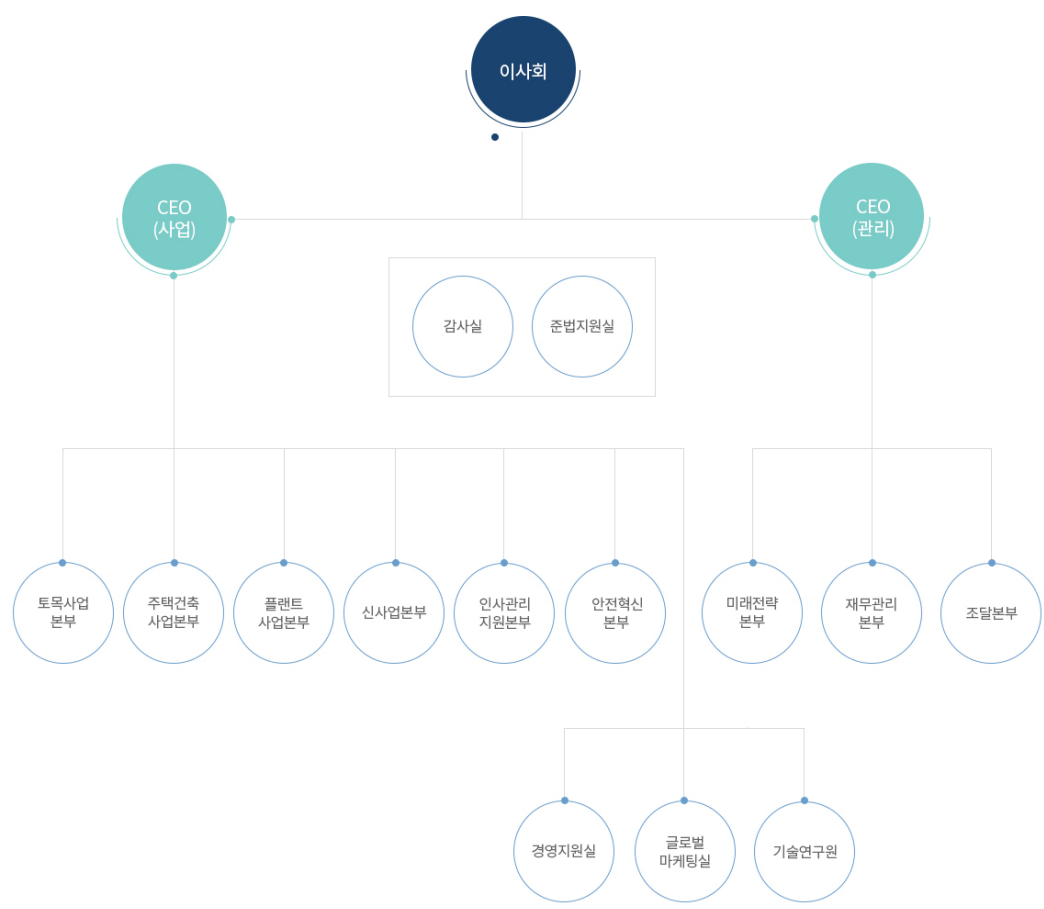 이사회
CEO
(사업)
CEO
(관리)
감사실
준법지원실
토목사업
본부
주택건축
사업본부
플랜트
사업본부
신사업본부
인사관리
지원본부
안전혁신
본부
미래전략
본부
재무관리
본부
조달본부
경영지원실
글로벌
마케팅실
기술연구원